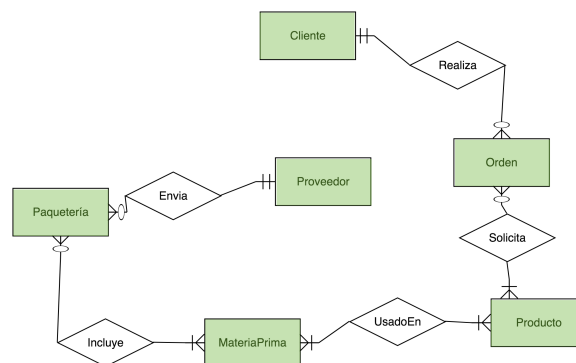 Cliente
Realiza
Orden
Envia
Proveedor
Paquetería
Solicita
Producto
UsadoEn
Incluye
MateriaPrima